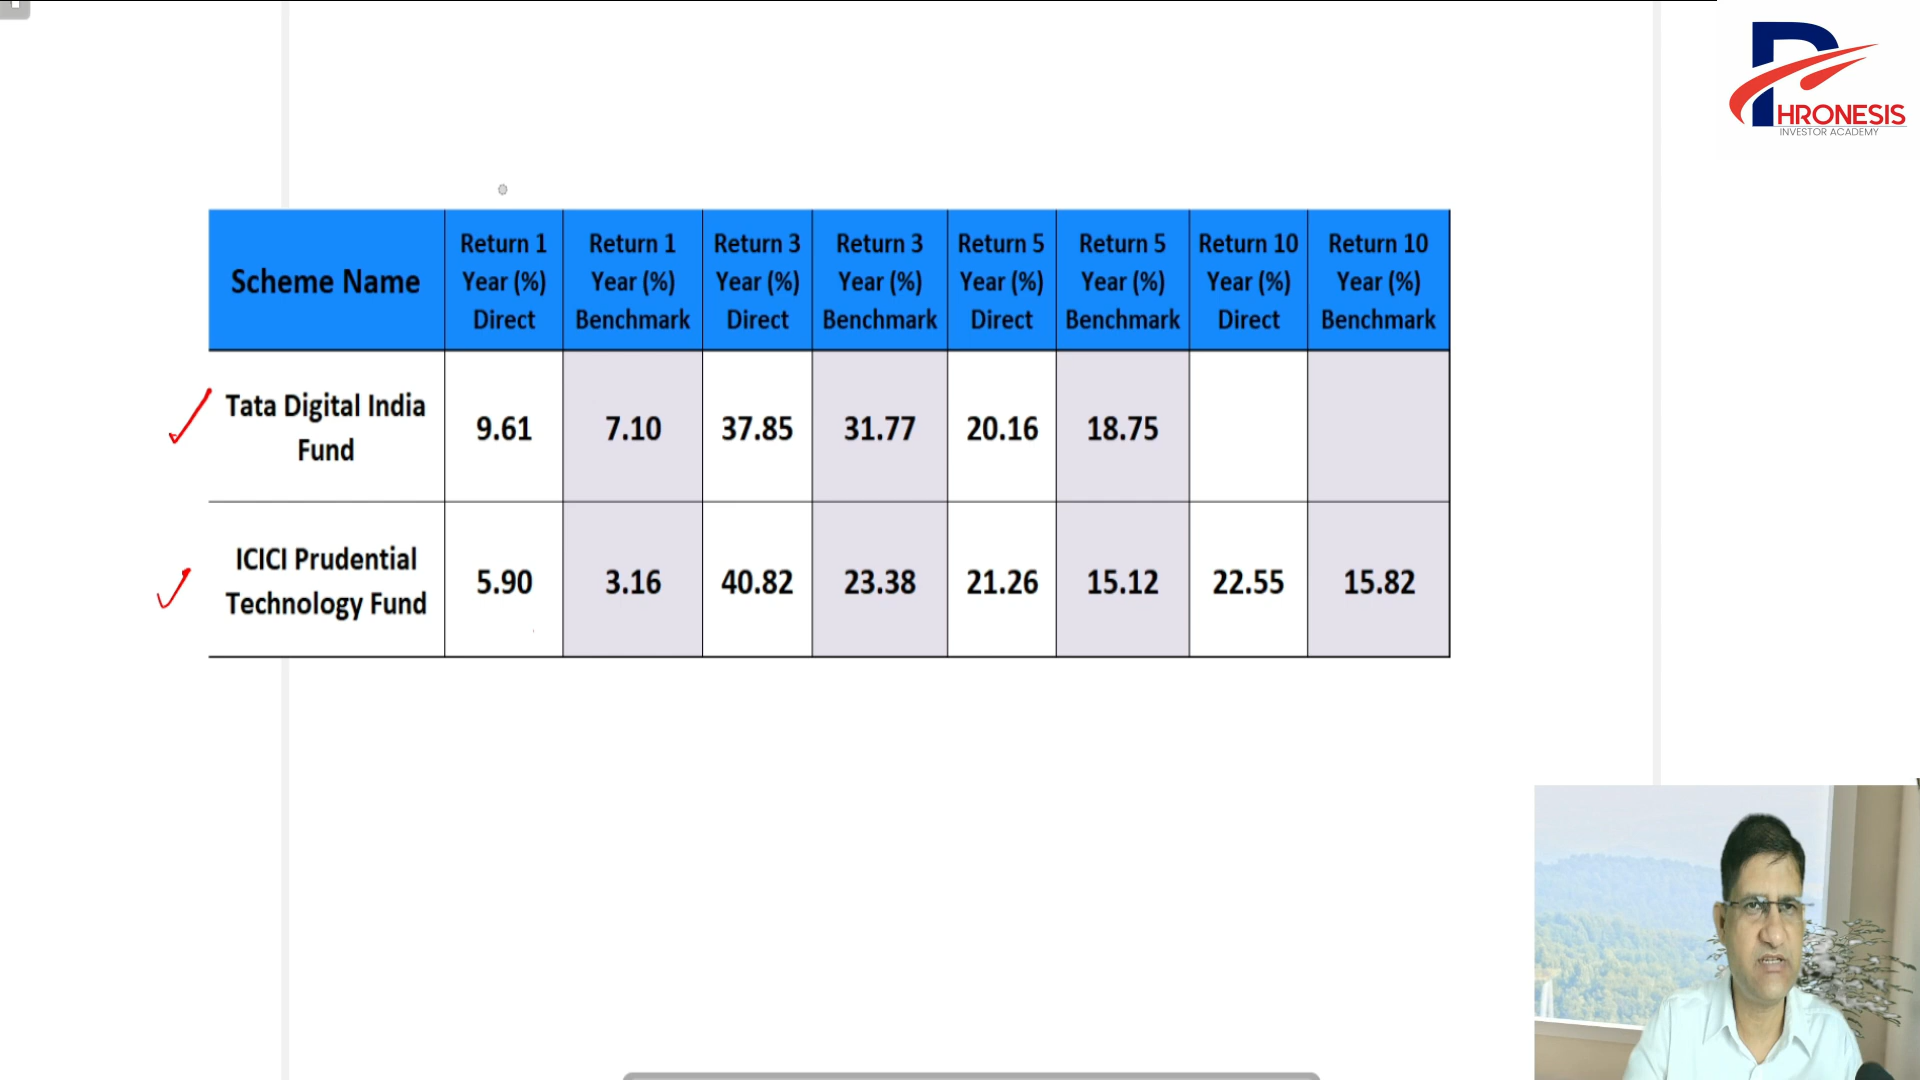 PHRONESIS
INVESTOR ACADEMY
Scheme Name
Return 1 Year (%) Direct
Return 1 Year (%) Benchmark
Return 3 Year (%) Direct
Return 3 Year (%) Benchmark
Return 5 Year (%) Direct
Return 5 Year (%) Benchmark
Return 10 Year (%) Direct
Return 10 Year (%) Benchmark
Tata Digital India Fund
9.61
7.10
37.85
31.77
20.16
18.75
ICICI Prudential Technology Fund
5.90
3.16
40.82
23.38
21.26
15.12
22.55
15.82